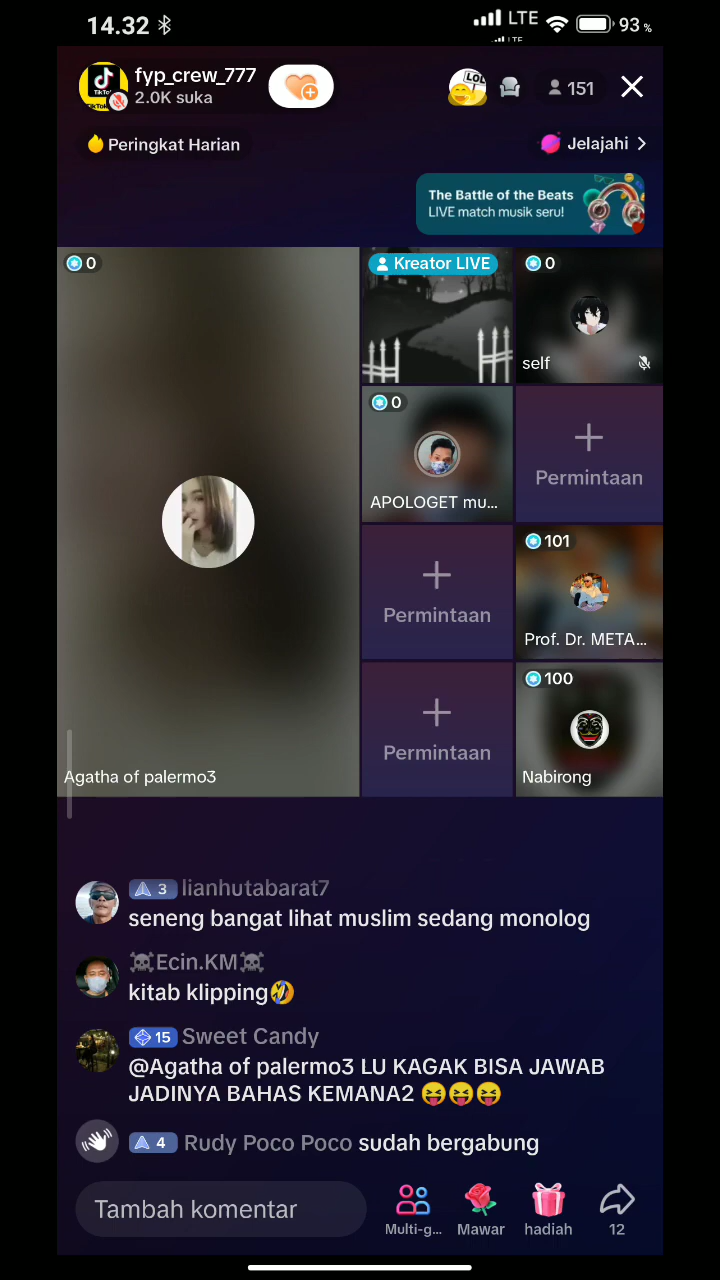 14.32
LTE
LTE
93 %
fyp_crew_777
2.0K suka
LOL
151
Peringkat Harian
Jelajahi
The Battle of the Beats
LIVE match musik seru!
0
Kreator LIVE
0
self
0
APOLOGET mu...
Permintaan
Permintaan
101
Prof. Dr. META...
Permintaan
100
Nabirong
Agatha of palermo3
3 lianhutabarat7
seneng bangat lihat muslim sedang monolog
☠Ecin.KM☠
kitab klipping🤣
15 Sweet Candy
@Agatha of palermo3 LU KAGAK BISA JAWAB
JADINYA BAHAS KEMANA2 😝😝😝
4 Rudy Poco Poco sudah bergabung
Tambah komentar
Multi-g...
Mawar
hadiah
12